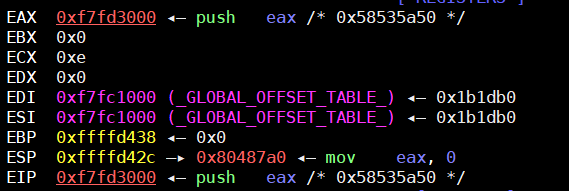 [ REGISTERS ]
EAX 0xf7fd3000 ◂— push eax /* 0x58535a50 */
EBX 0x0
ECX 0xe
EDX 0x0
EDI 0xf7fc1000 (_GLOBAL_OFFSET_TABLE_) ◂— 0x1b1db0
ESI 0xf7fc1000 (_GLOBAL_OFFSET_TABLE_) ◂— 0x1b1db0
EBP 0xffffd438 ◂— 0x0
ESP 0xffffd42c —▸ 0x80487a0 ◂— mov eax, 0
EIP 0xf7fd3000 ◂— push eax /* 0x58535a50 */